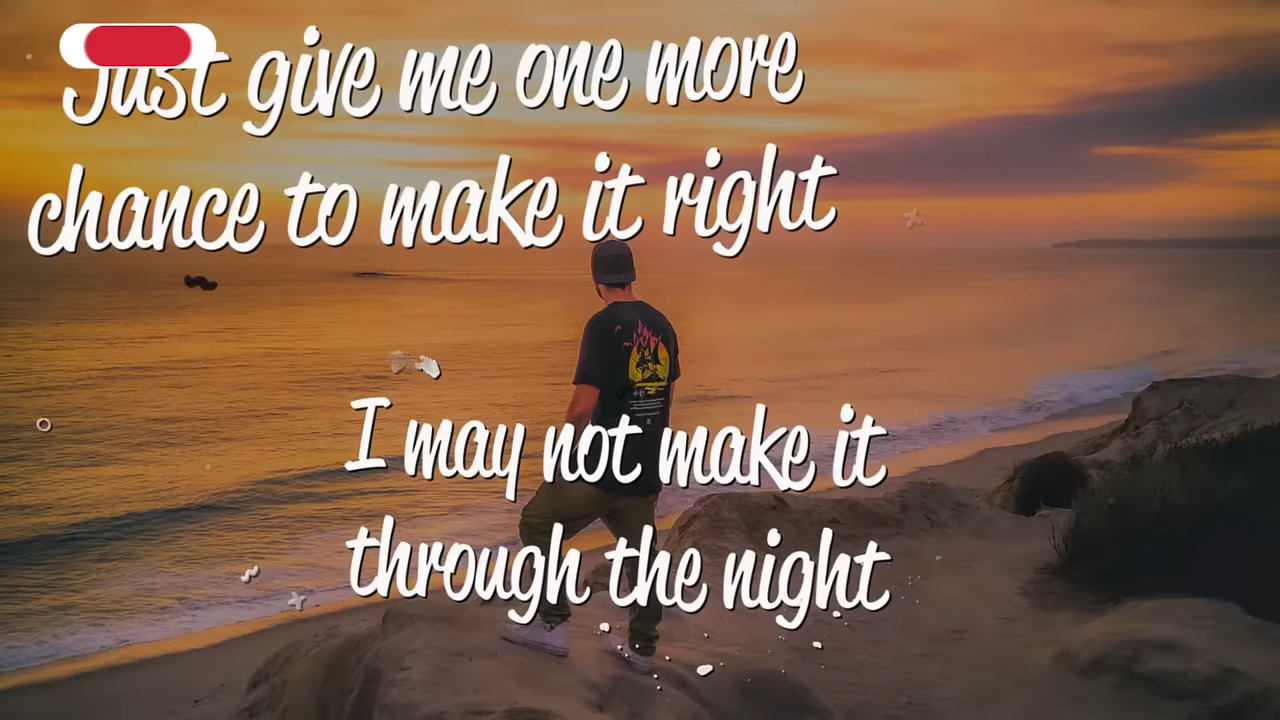 Just give me one more
chance to make it right
I may not make it
through the night